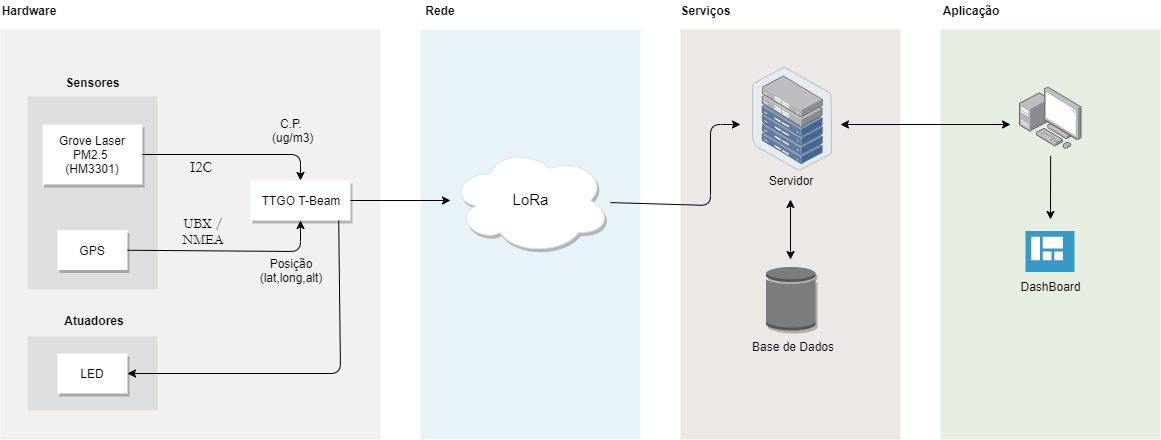 Hardware
Sensores
Grove Laser
PM2.5
(HM3301)
C.P.
(ug/m3)
I2C
TTGO T-Beam
UBX /
NMEA
GPS
Posição
(lat,long,alt)
Atuadores
LED
Rede
LoRa
Serviços
Servidor
Base de Dados
Aplicação
DashBoard